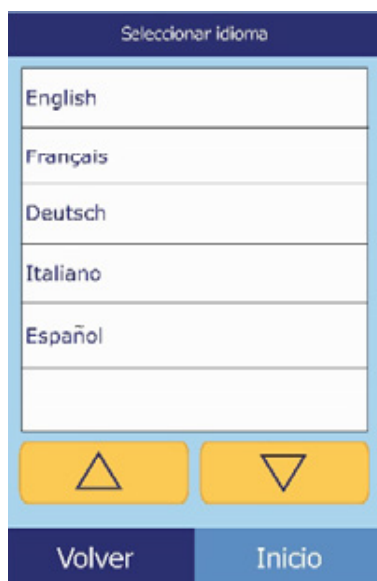 Seleccionar idioma
English
Français
Deutsch
Italiano
Español
Volver Inicio